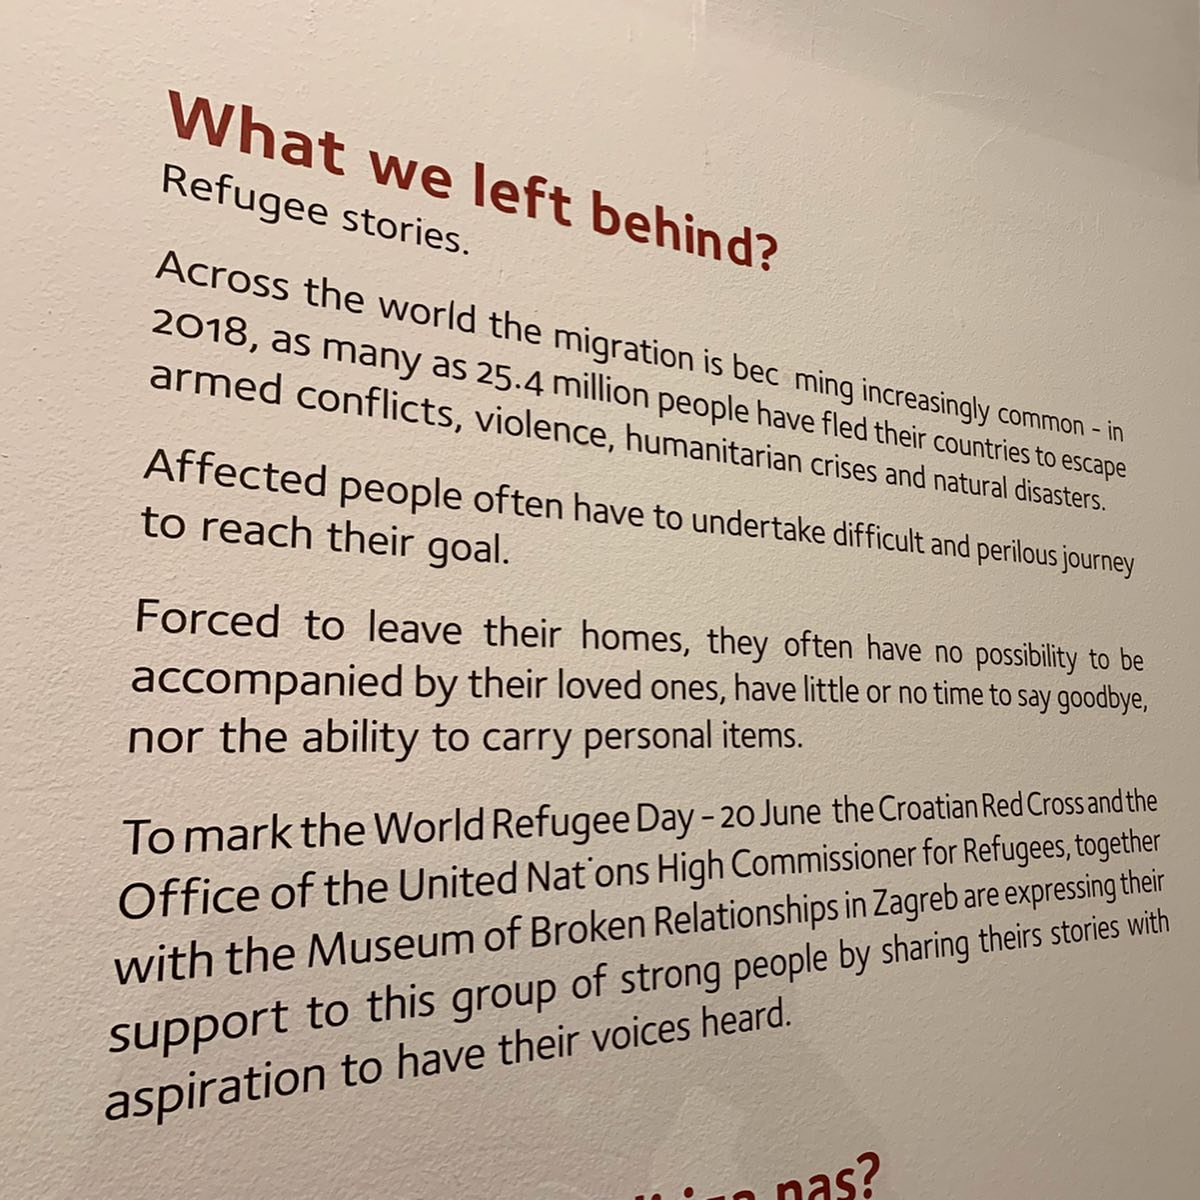 What we left behind?
Refugee stories.
Across the world the migration is bec ming increasingly common - in
2018, as many as 25.4 million people have fled their countries to escape
armed conflicts, violence, humanitarian crises and natural disasters.
Affected people often have to undertake difficult and perilous journey
to reach their goal.
Forced to leave their homes, they often have no possibility to be
accompanied by their loved ones, have little or no time to say goodbye,
nor the ability to carry personal items.
To mark the World Refugee Day – 20 June the Croatian Red Cross and the
Office of the United Nat ons High Commissioner for Refugees, together
with the Museum of Broken Relationships in Zagreb are expressing their
support to this group of strong people by sharing theirs stories with
aspiration to have their voices heard.
nas?